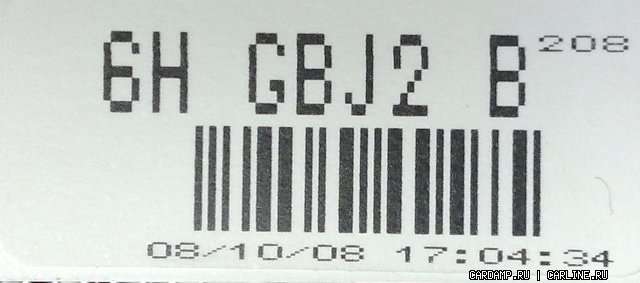 6H GBJ2 B 208
08/10/08 17:04:34
CARDAMP.RU | CARLINE.RU